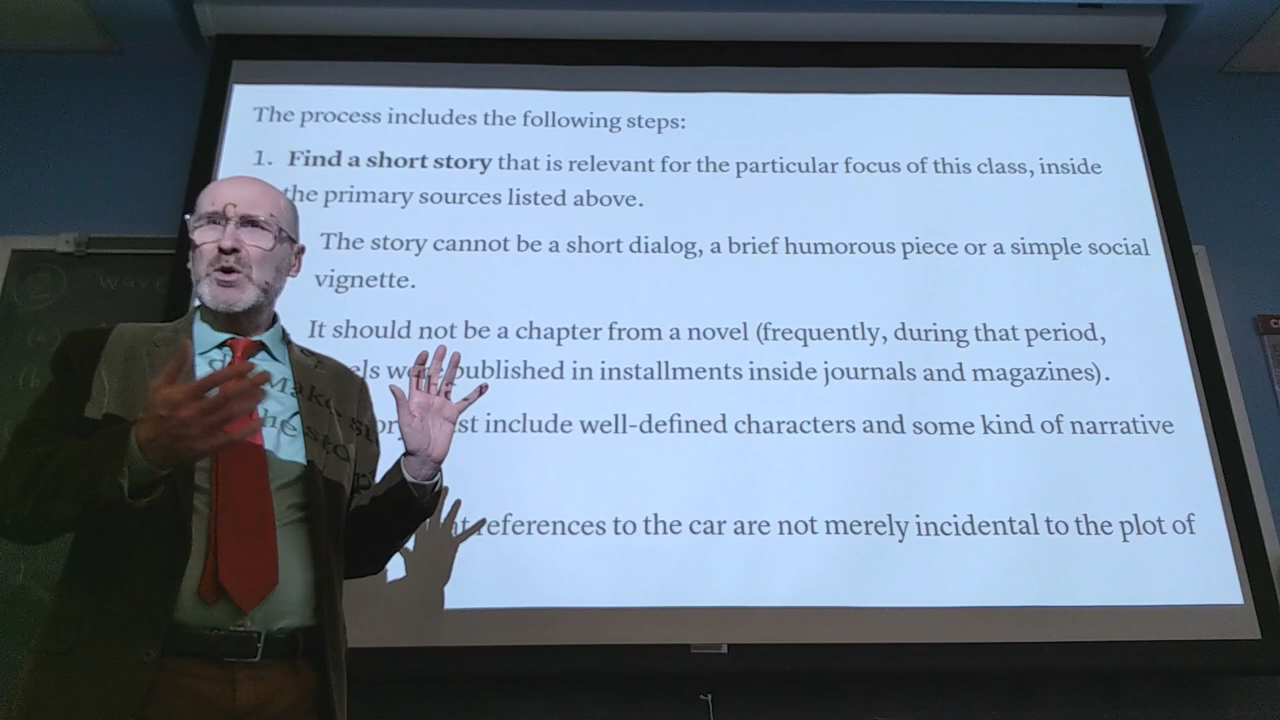 The process includes the following steps:
1. Find a short story that is relevant for the particular focus of this class, inside
the primary sources listed above.
The story cannot be a short dialog, a brief humorous piece or a simple social
vignette.
It should not be a chapter from a novel (frequently, during that period,
published in installments inside journals and magazines).
include well-defined characters and some kind of narrative
references to the car are not merely incidental to the plot of
Make
the sto
2 wave